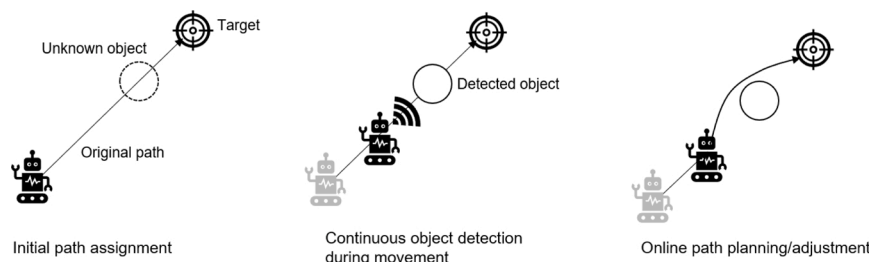 Target
Unknown object
Original path
Initial path assignment
Detected object
Continuous object detection
during movement
Online path planning/adjustment